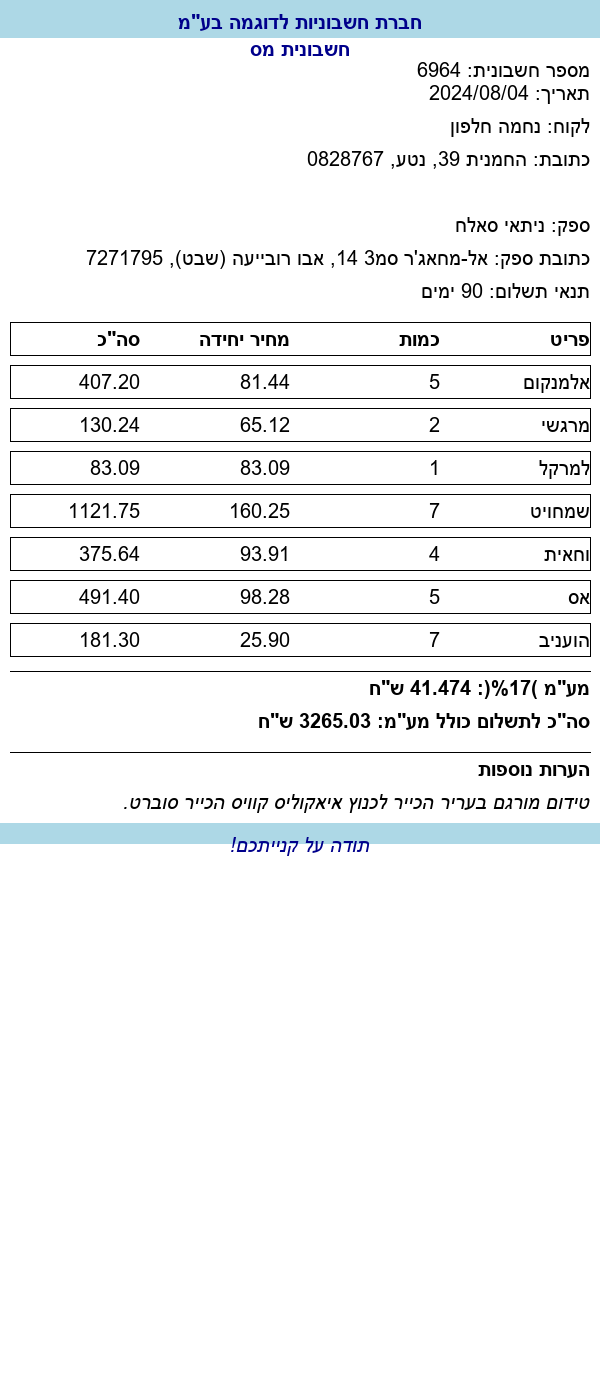 חברת חשבוניות לדוגמה בע"מ
חשבונית מס
מספר חשבונית: 6964
תאריך: 2024/08/04
לקוח: נחמה חלפון
כתובת: החמנית 39, נטע, 0828767
ספק: ניתאי סאלח
כתובת ספק: אל-מחאג'ר סמ3 14, אבו רובייעה (שבט), 7271795
תנאי תשלום: 90 ימים
פריט כמות מחיר יחידה סה"כ
אלמנקום 5 81.44 407.20
מרגשי 2 65.12 130.24
למרקל 1 83.09 83.09
שמחויט 7 160.25 1121.75
וחאית 4 93.91 375.64
אס 5 98.28 491.40
הועניב 7 25.90 181.30
מע"מ )17%(: 41.474 ש"ח
סה"כ לתשלום כולל מע"מ: 3265.03 ש"ח
הערות נוספות
טידום מורגם בעריר הכייר לכנוץ איאקוליס קוויס הכייר סוברט.
תודה על קנייתכם!